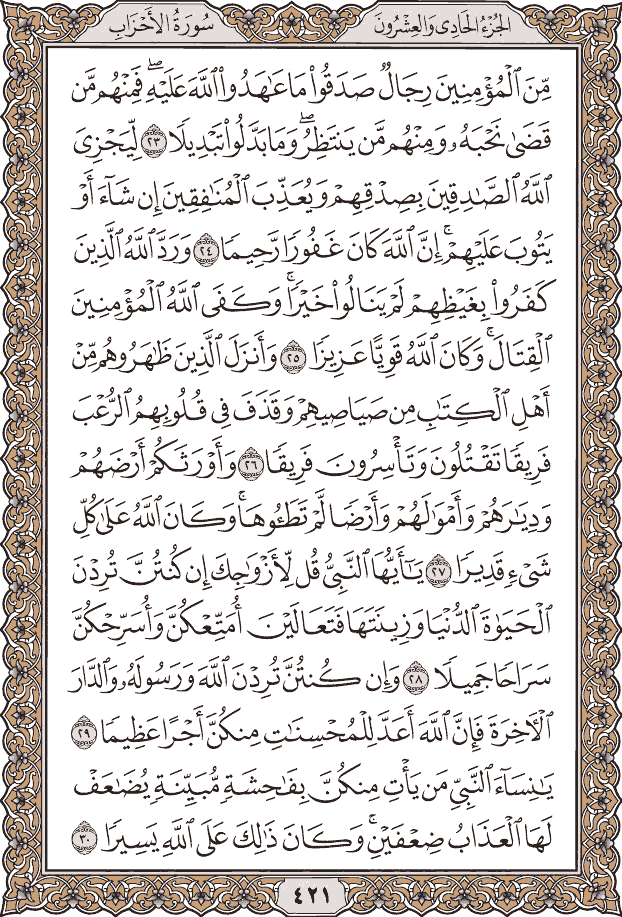 الجُزْءُ الحَادِي وَالعِشْرُونَ
سُورَةُ الأَحْزَابِ
مِّنَ ٱلْمُؤْمِنِينَ رِجَالٌ صَدَقُوا۟ مَا عَٰهَدُوا۟ ٱللَّهَ عَلَيْهِ ۖ فَمِنْهُم مَّن
قَضَىٰ نَحْبَهُۥ وَمِنْهُم مَّن يَنتَظِرُ ۖ وَمَا بَدَّلُوا۟ تَبْدِيلًا ٢٣ لِّيَجْزِىَ
ٱللَّهُ ٱلصَّٰدِقِينَ بِصِدْقِهِمْ وَيُعَذِّبَ ٱلْمُنَٰفِقِينَ إِن شَآءَ أَوْ
يَتُوبَ عَلَيْهِمْ ۚ إِنَّ ٱللَّهَ كَانَ غَفُورًا رَّحِيمًا ٢٤ وَرَدَّ ٱللَّهُ ٱلَّذِينَ
كَفَرُوا۟ بِغَيْظِهِمْ لَمْ يَنَالُوا۟ خَيْرًا ۚ وَكَفَى ٱللَّهُ ٱلْمُؤْمِنِينَ
ٱلْقِتَالَ ۚ وَكَانَ ٱللَّهُ قَوِيًّا عَزِيزًا ٢٥ وَأَنزَلَ ٱلَّذِينَ ظَٰهَرُوهُم مِّنْ
أَهْلِ ٱلْكِتَٰبِ مِن صَيَاصِيهِمْ وَقَذَفَ فِى قُلُوبِهِمُ ٱلرُّعْبَ
فَرِيقًا تَقْتُلُونَ وَتَأْسِرُونَ فَرِيقًا ٢٦ وَأَوْرَثَكُمْ أَرْضَهُمْ
وَدِيَٰرَهُمْ وَأَمْوَٰلَهُمْ وَأَرْضًا لَّمْ تَطَـُٔوهَا ۚ وَكَانَ ٱللَّهُ عَلَىٰ كُلِّ
شَىْءٍ قَدِيرًا ٢٧ يَٰٓأَيُّهَا ٱلنَّبِىُّ قُل لِّأَزْوَٰجِكَ إِن كُنتُنَّ تُرِدْنَ
ٱلْحَيَوٰةَ ٱلدُّنْيَا وَزِينَتَهَا فَتَعَالَيْنَ أُمَتِّعْكُنَّ وَأُسَرِّحْكُنَّ
سَرَاحًا جَمِيلًا ٢٨ وَإِن كُنتُنَّ تُرِدْنَ ٱللَّهَ وَرَسُولَهُۥ وَٱلدَّارَ
ٱلْءَاخِرَةَ فَإِنَّ ٱللَّهَ أَعَدَّ لِلْمُحْسِنَٰتِ مِنكُنَّ أَجْرًا عَظِيمًا ٢٩
يَٰنِسَآءَ ٱلنَّبِىِّ مَن يَأْتِ مِنكُنَّ بِفَٰحِشَةٍ مُّبَيِّنَةٍ يُضَٰعَفْ
لَهَا ٱلْعَذَابُ ضِعْفَيْنِ ۚ وَكَانَ ذَٰلِكَ عَلَى ٱللَّهِ يَسِيرًا ٣٠
٤٢١